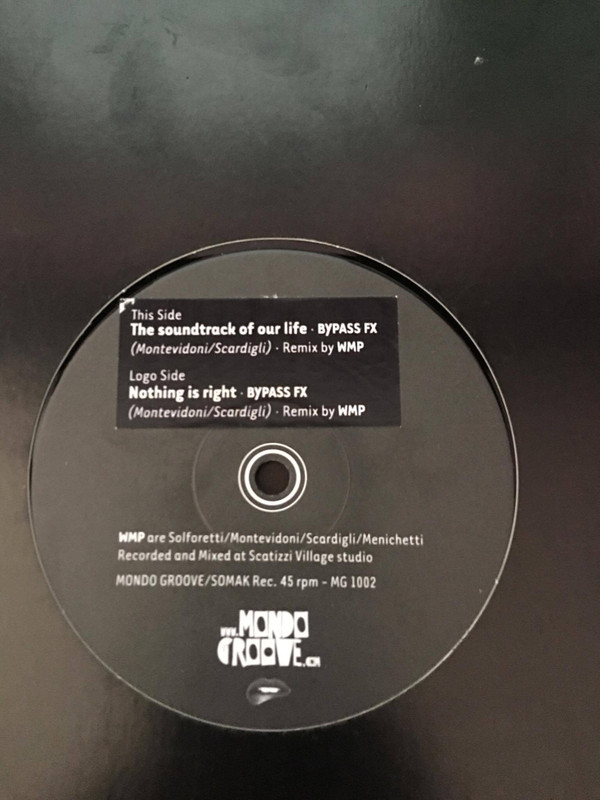 This Side
The soundtrack of our life · BYPASS FX
(Montevidoni/Scardigli) · Remix by WMP
Logo Side
Nothing is right · BYPASS FX
(Montevidoni/Scardigli) · Remix by WMP
WMP are Solforetti/Montevidoni/Scardigli/Menichetti
Recorded and Mixed at Scatizzi Village studio
MONDO GROOVE/SOMAK Rec. 45 rpm - MG 1002
www.MONDO
GROOVE.com